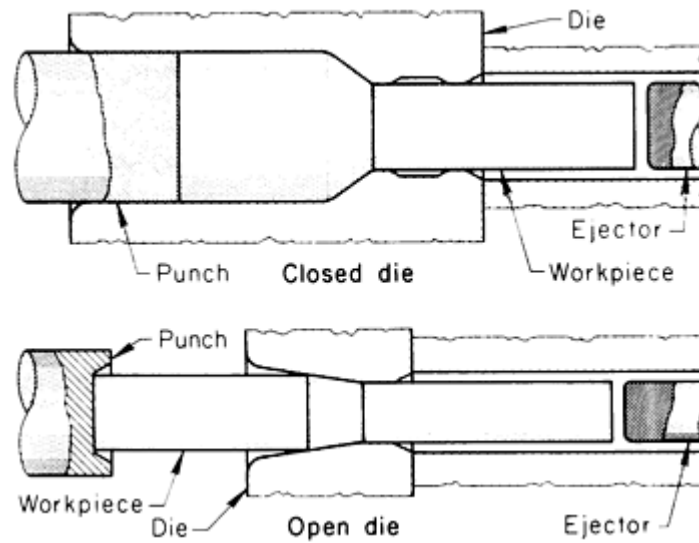 Die
Ejector
Punch
Closed die
Workpiece
Punch
Workpiece
Die
Open die
Ejector